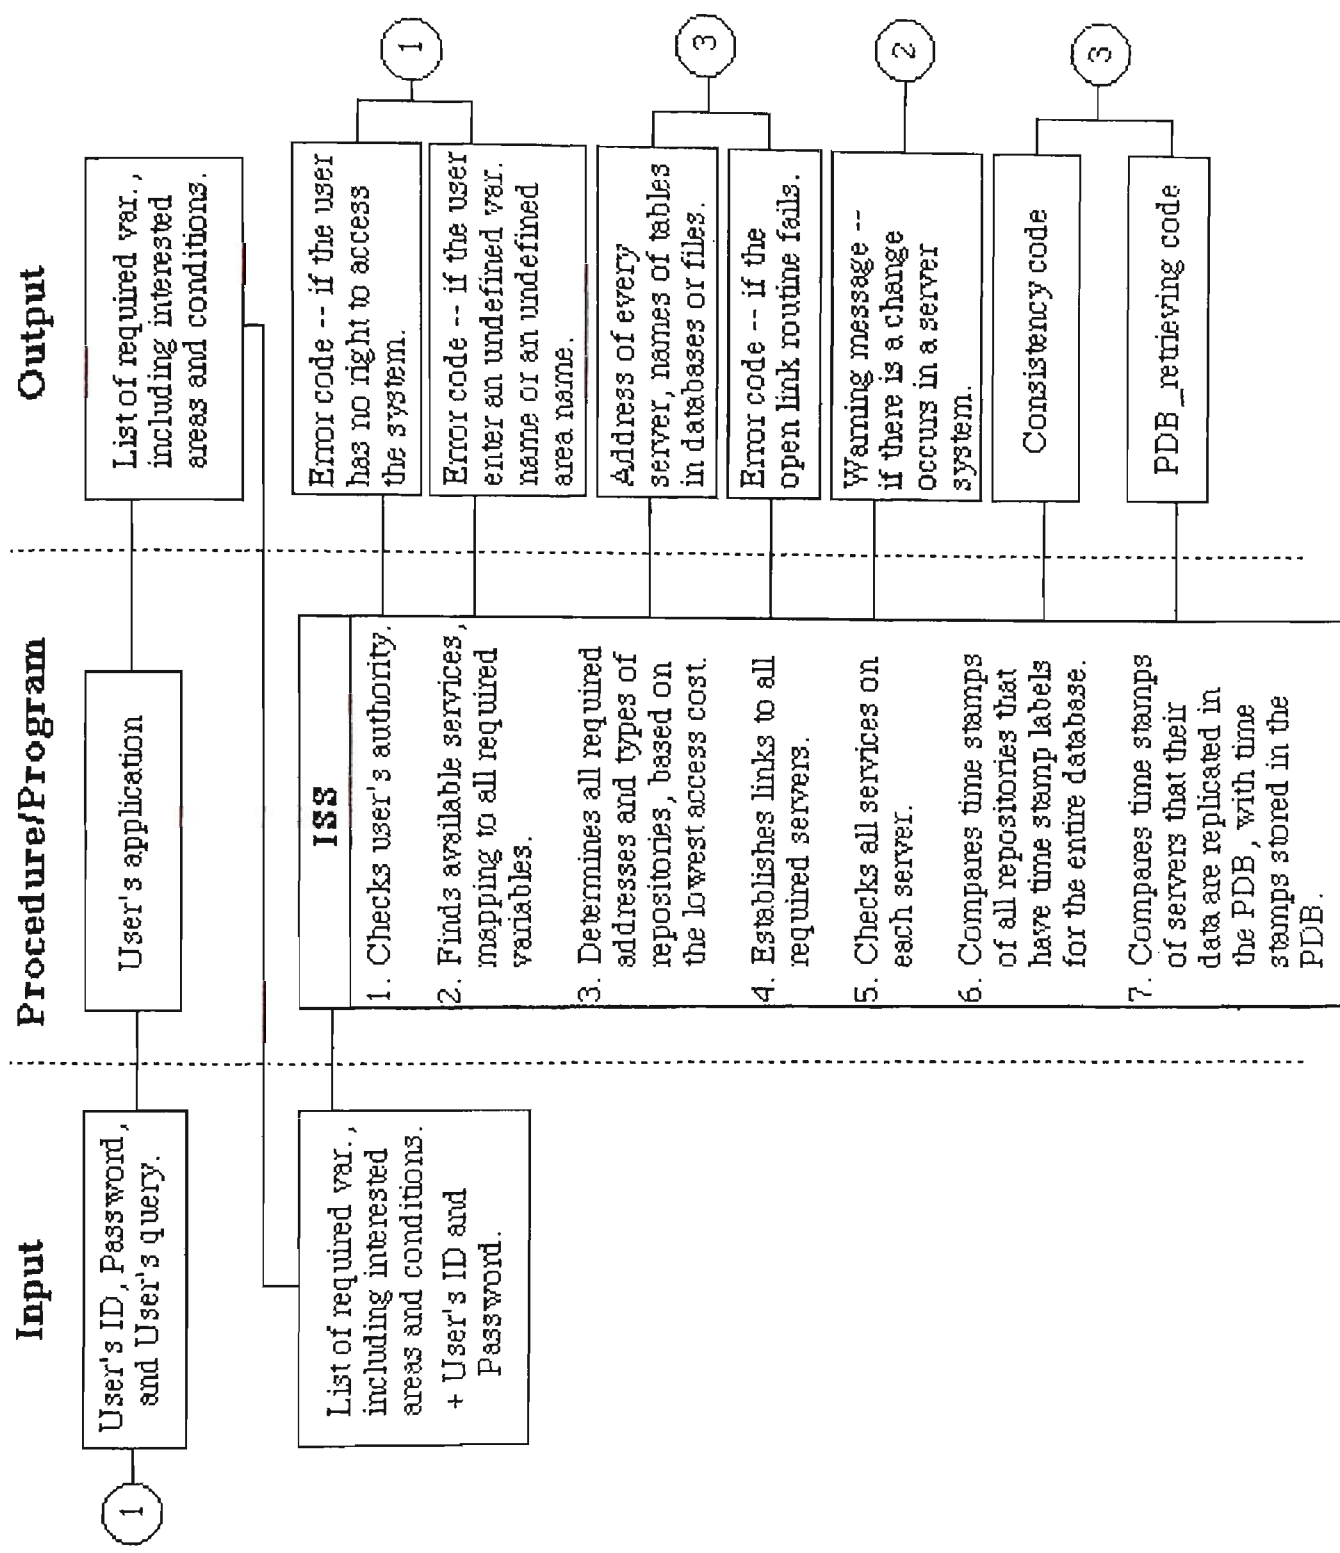 Input
Procedure/Program
Output
1
User's ID, Password,
and User's query.
User's application
List of required var.,
including interested
areas and conditions.
List of required var.,
including interested
areas and conditions.
+ User's ID and
Password.
ISS
1. Checks user's authority.
2. Finds available services,
mapping to all required
variables.
3. Determines all required
addresses and types of
repositories, based on
the lowest access cost.
4. Establishes links to all
required servers.
5. Checks all services on
each server.
6. Compares time stamps
of all repositories that
have time stamp labels
for the entire database.
7. Compares time stamps
of servers that their
data are replicated in
the PDB, with time
stamps stored in the
PDB.
Error code -- if the user
has no right to access
the system.
Error code -- if the user
enter an undefined var.
name or an undefined
area name.
1
Address of every
server, names of tables
in databases or files.
Error code -- if the
open link routine fails.
3
Warning message --
if there is a change
occurs in a server
system.
2
Consistency code
PDB_retrieving code
3